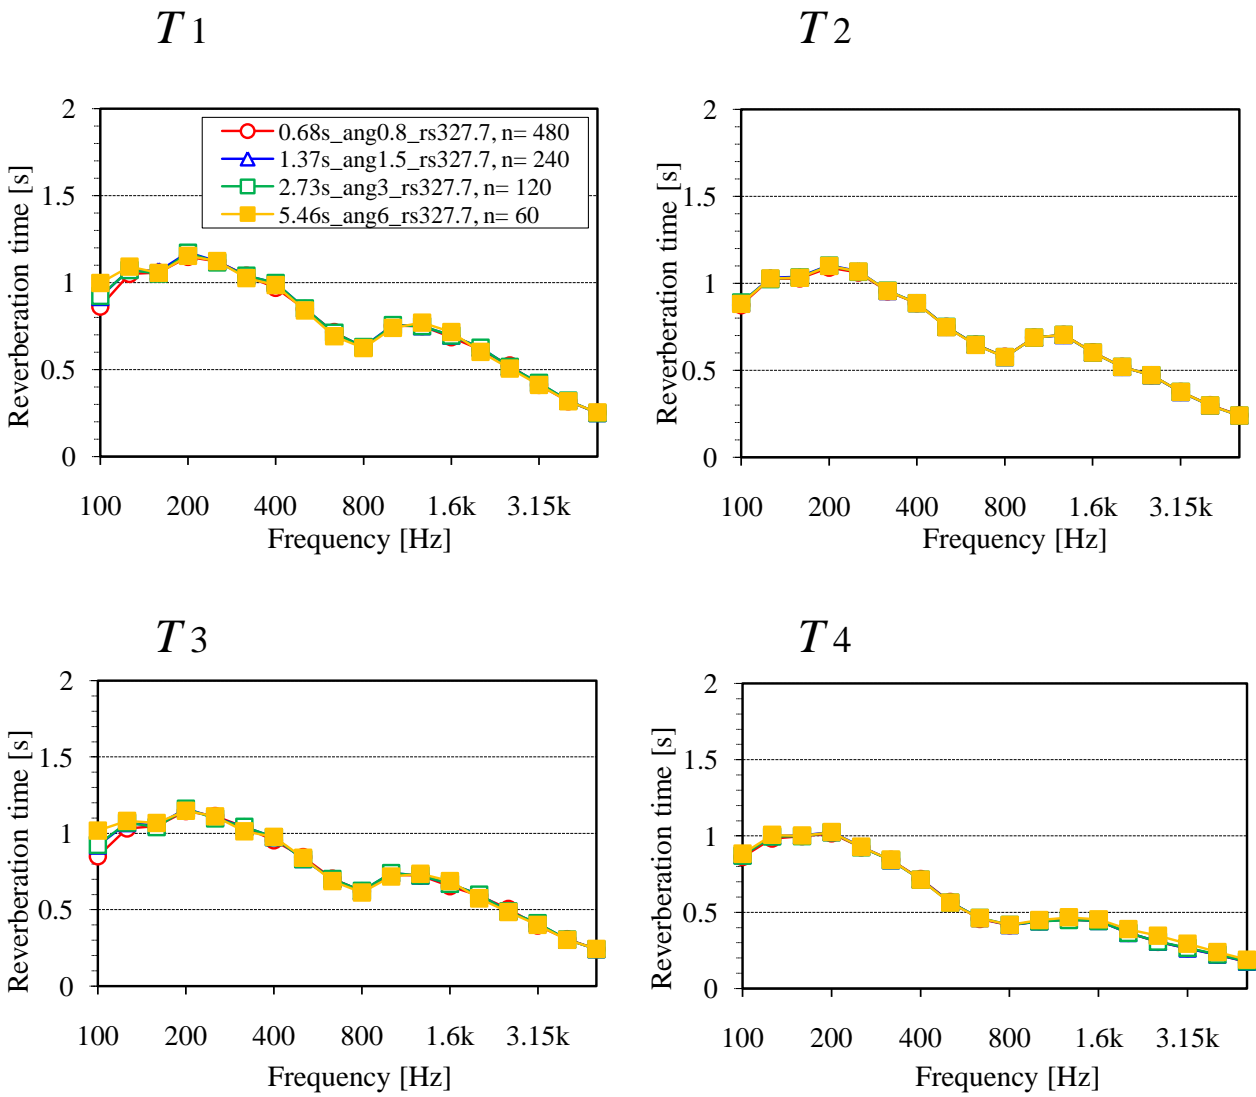 T 1
2
1.5
1
0.5
0
Reverberation time [s]
0.68s_ang0.8_rs327.7, n= 480
1.37s_ang1.5_rs327.7, n= 240
2.73s_ang3_rs327.7, n= 120
5.46s_ang6_rs327.7, n= 60
100 200 400 800 1.6k 3.15k
Frequency [Hz]
T 2
2
1.5
1
0.5
0
Reverberation time [s]
100 200 400 800 1.6k 3.15k
Frequency [Hz]
T 3
2
1.5
1
0.5
0
Reverberation time [s]
100 200 400 800 1.6k 3.15k
Frequency [Hz]
T 4
2
1.5
1
0.5
0
Reverberation time [s]
100 200 400 800 1.6k 3.15k
Frequency [Hz]